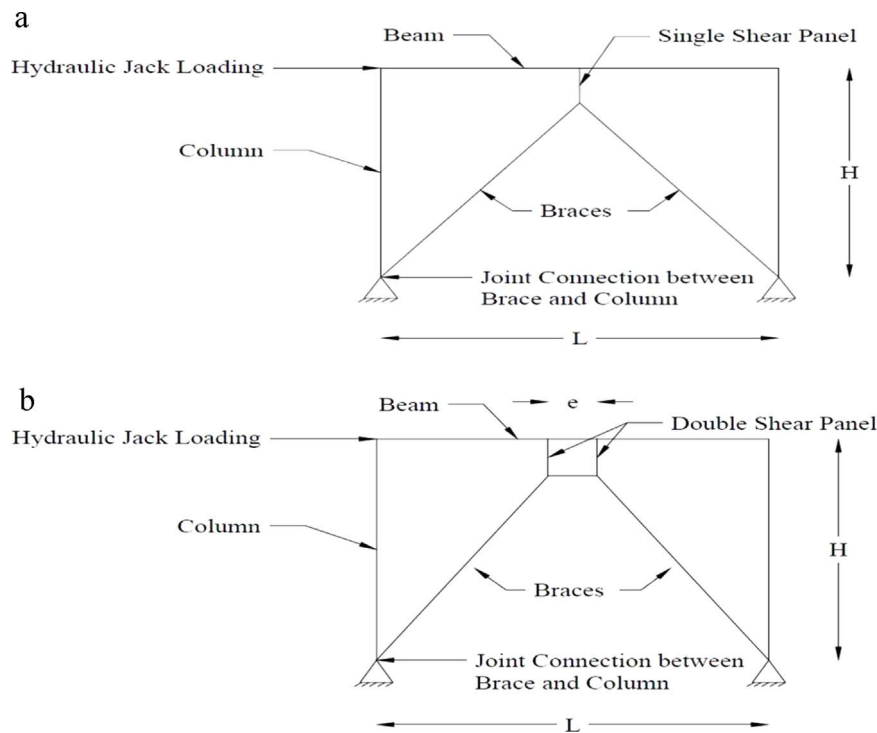 a
Beam
Single Shear Panel
Hydraulic Jack Loading
Column
H
Braces
Joint Connection between
Brace and Column
L
b
e
Beam
Double Shear Panel
Hydraulic Jack Loading
Column
H
Braces
Joint Connection between
Brace and Column
L